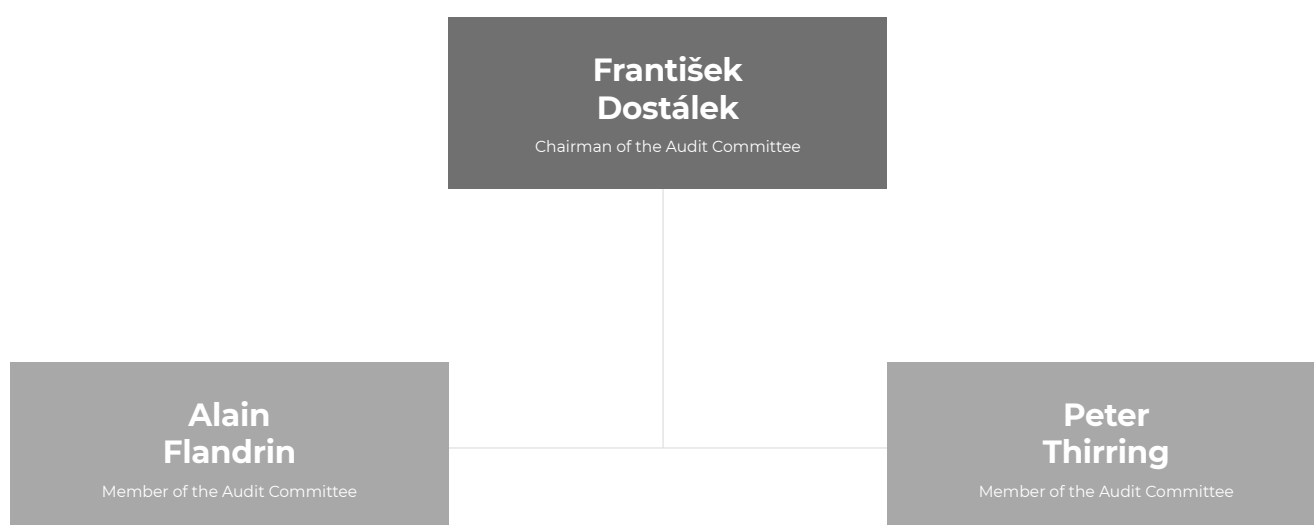 František
Dostálek
Chairman of the Audit Committee
Alain
Flandrin
Member of the Audit Committee
Peter
Thirring
Member of the Audit Committee